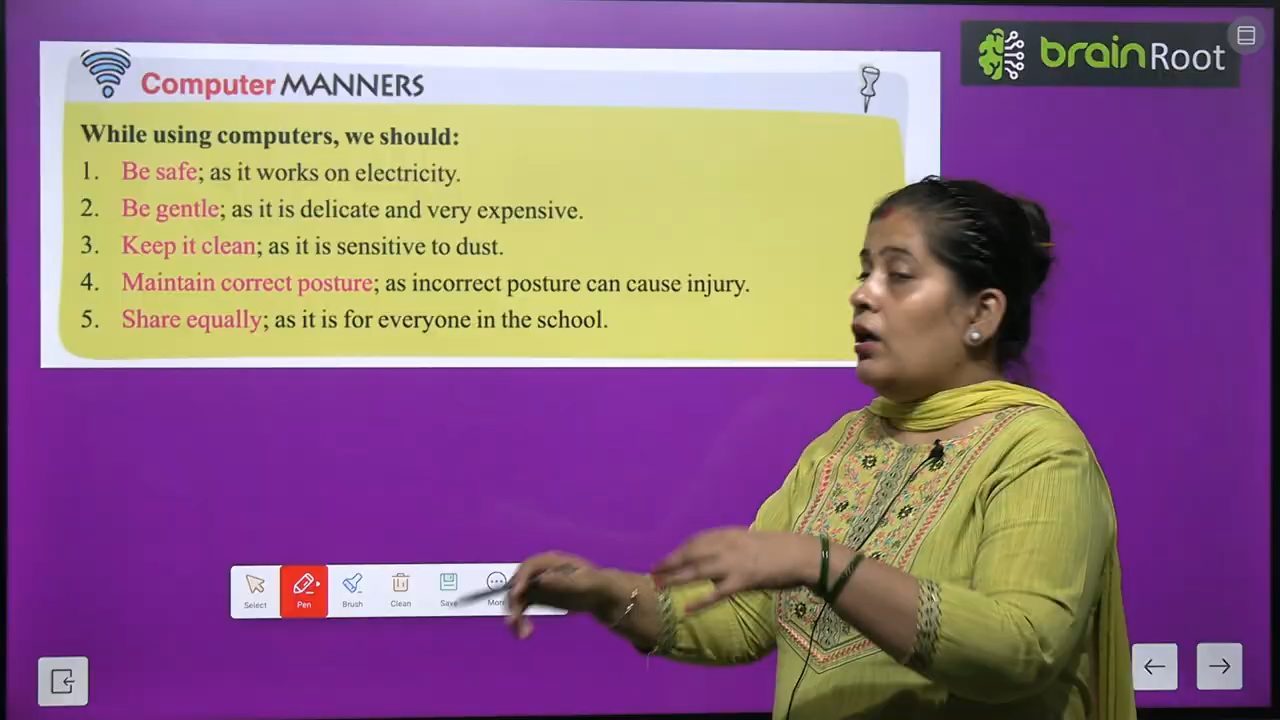 Computer MANNERS
brainRoot
While using computers, we should:
1. Be safe; as it works on electricity.
2. Be gentle; as it is delicate and very expensive.
3. Keep it clean; as it is sensitive to dust.
4. Maintain correct posture; as incorrect posture can cause injury.
5. Share equally; as it is for everyone in the school.
Select Pen Brush Clean Save More